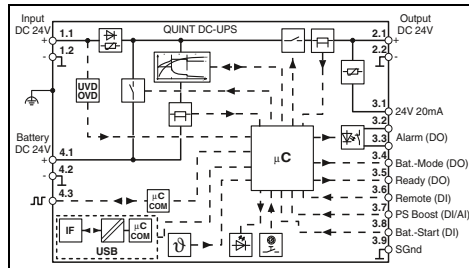 Input
DC 24V
QUINT DC-UPS
Output
DC 24V
1.1
+
1.2
-
2.1
+
2.2
-
UVD
OVD
3.1
24V 20mA
3.2
Alarm (DO)
3.3
Battery
DC 24V
4.1
+
4.2
-
4.3
μC
3.4
Bat.-Mode (DO)
3.5
Ready (DO)
3.6
Remote (DI)
3.7
PS Boost (DI/AI)
3.8
Bat.-Start (DI)
3.9
SGnd
μC
COM
IF
μC
COM
USB
ϑ